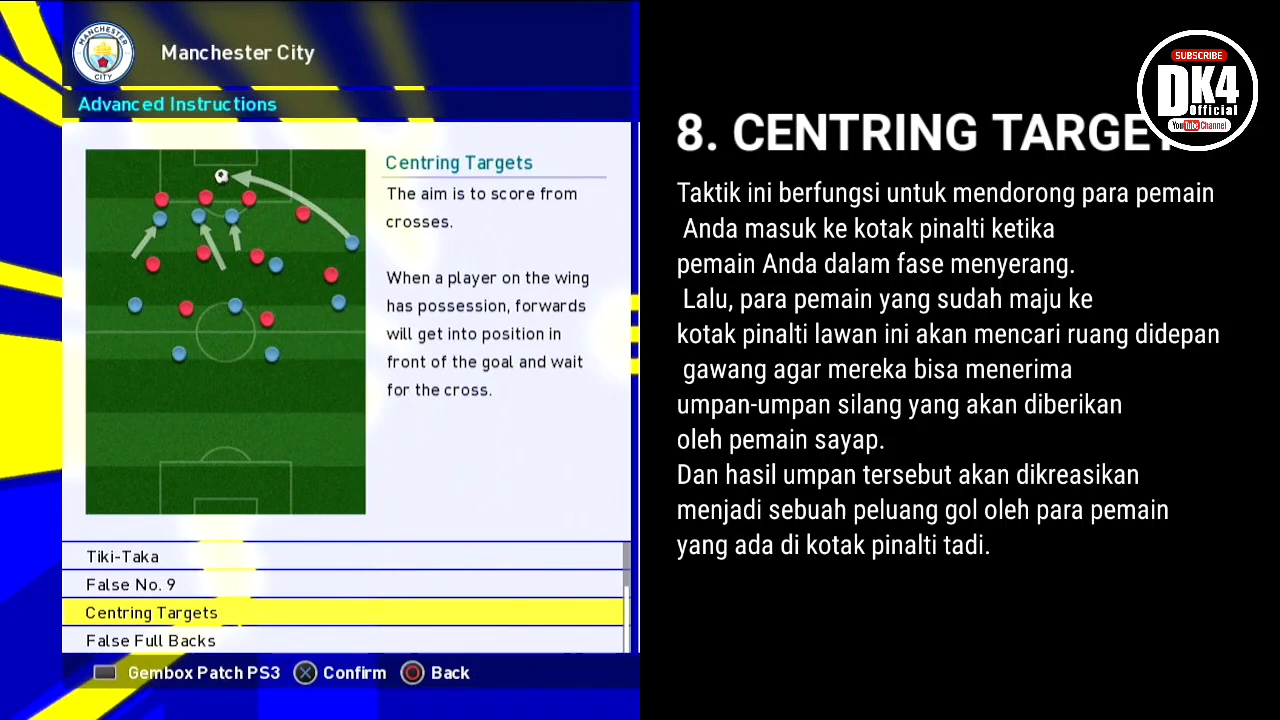 MANCHESTER
CITY
Manchester City
Advanced Instructions
Centring Targets
The aim is to score from
crosses.
When a player on the wing
has possession, forwards
will get into position in
front of the goal and wait
for the cross.
Tiki-Taka
False No. 9
Centring Targets
False Full Backs
Gembox Patch PS3
Confirm
Back
SUBSCRIBE
DK4
Official
YouTube Channel
8. CENTRING TARGET
Taktik ini berfungsi untuk mendorong para pemain
Anda masuk ke kotak pinalti ketika
pemain Anda dalam fase menyerang.
Lalu, para pemain yang sudah maju ke
kotak pinalti lawan ini akan mencari ruang didepan
gawang agar mereka bisa menerima
umpan-umpan silang yang akan diberikan
oleh pemain sayap.
Dan hasil umpan tersebut akan dikreasikan
menjadi sebuah peluang gol oleh para pemain
yang ada di kotak pinalti tadi.